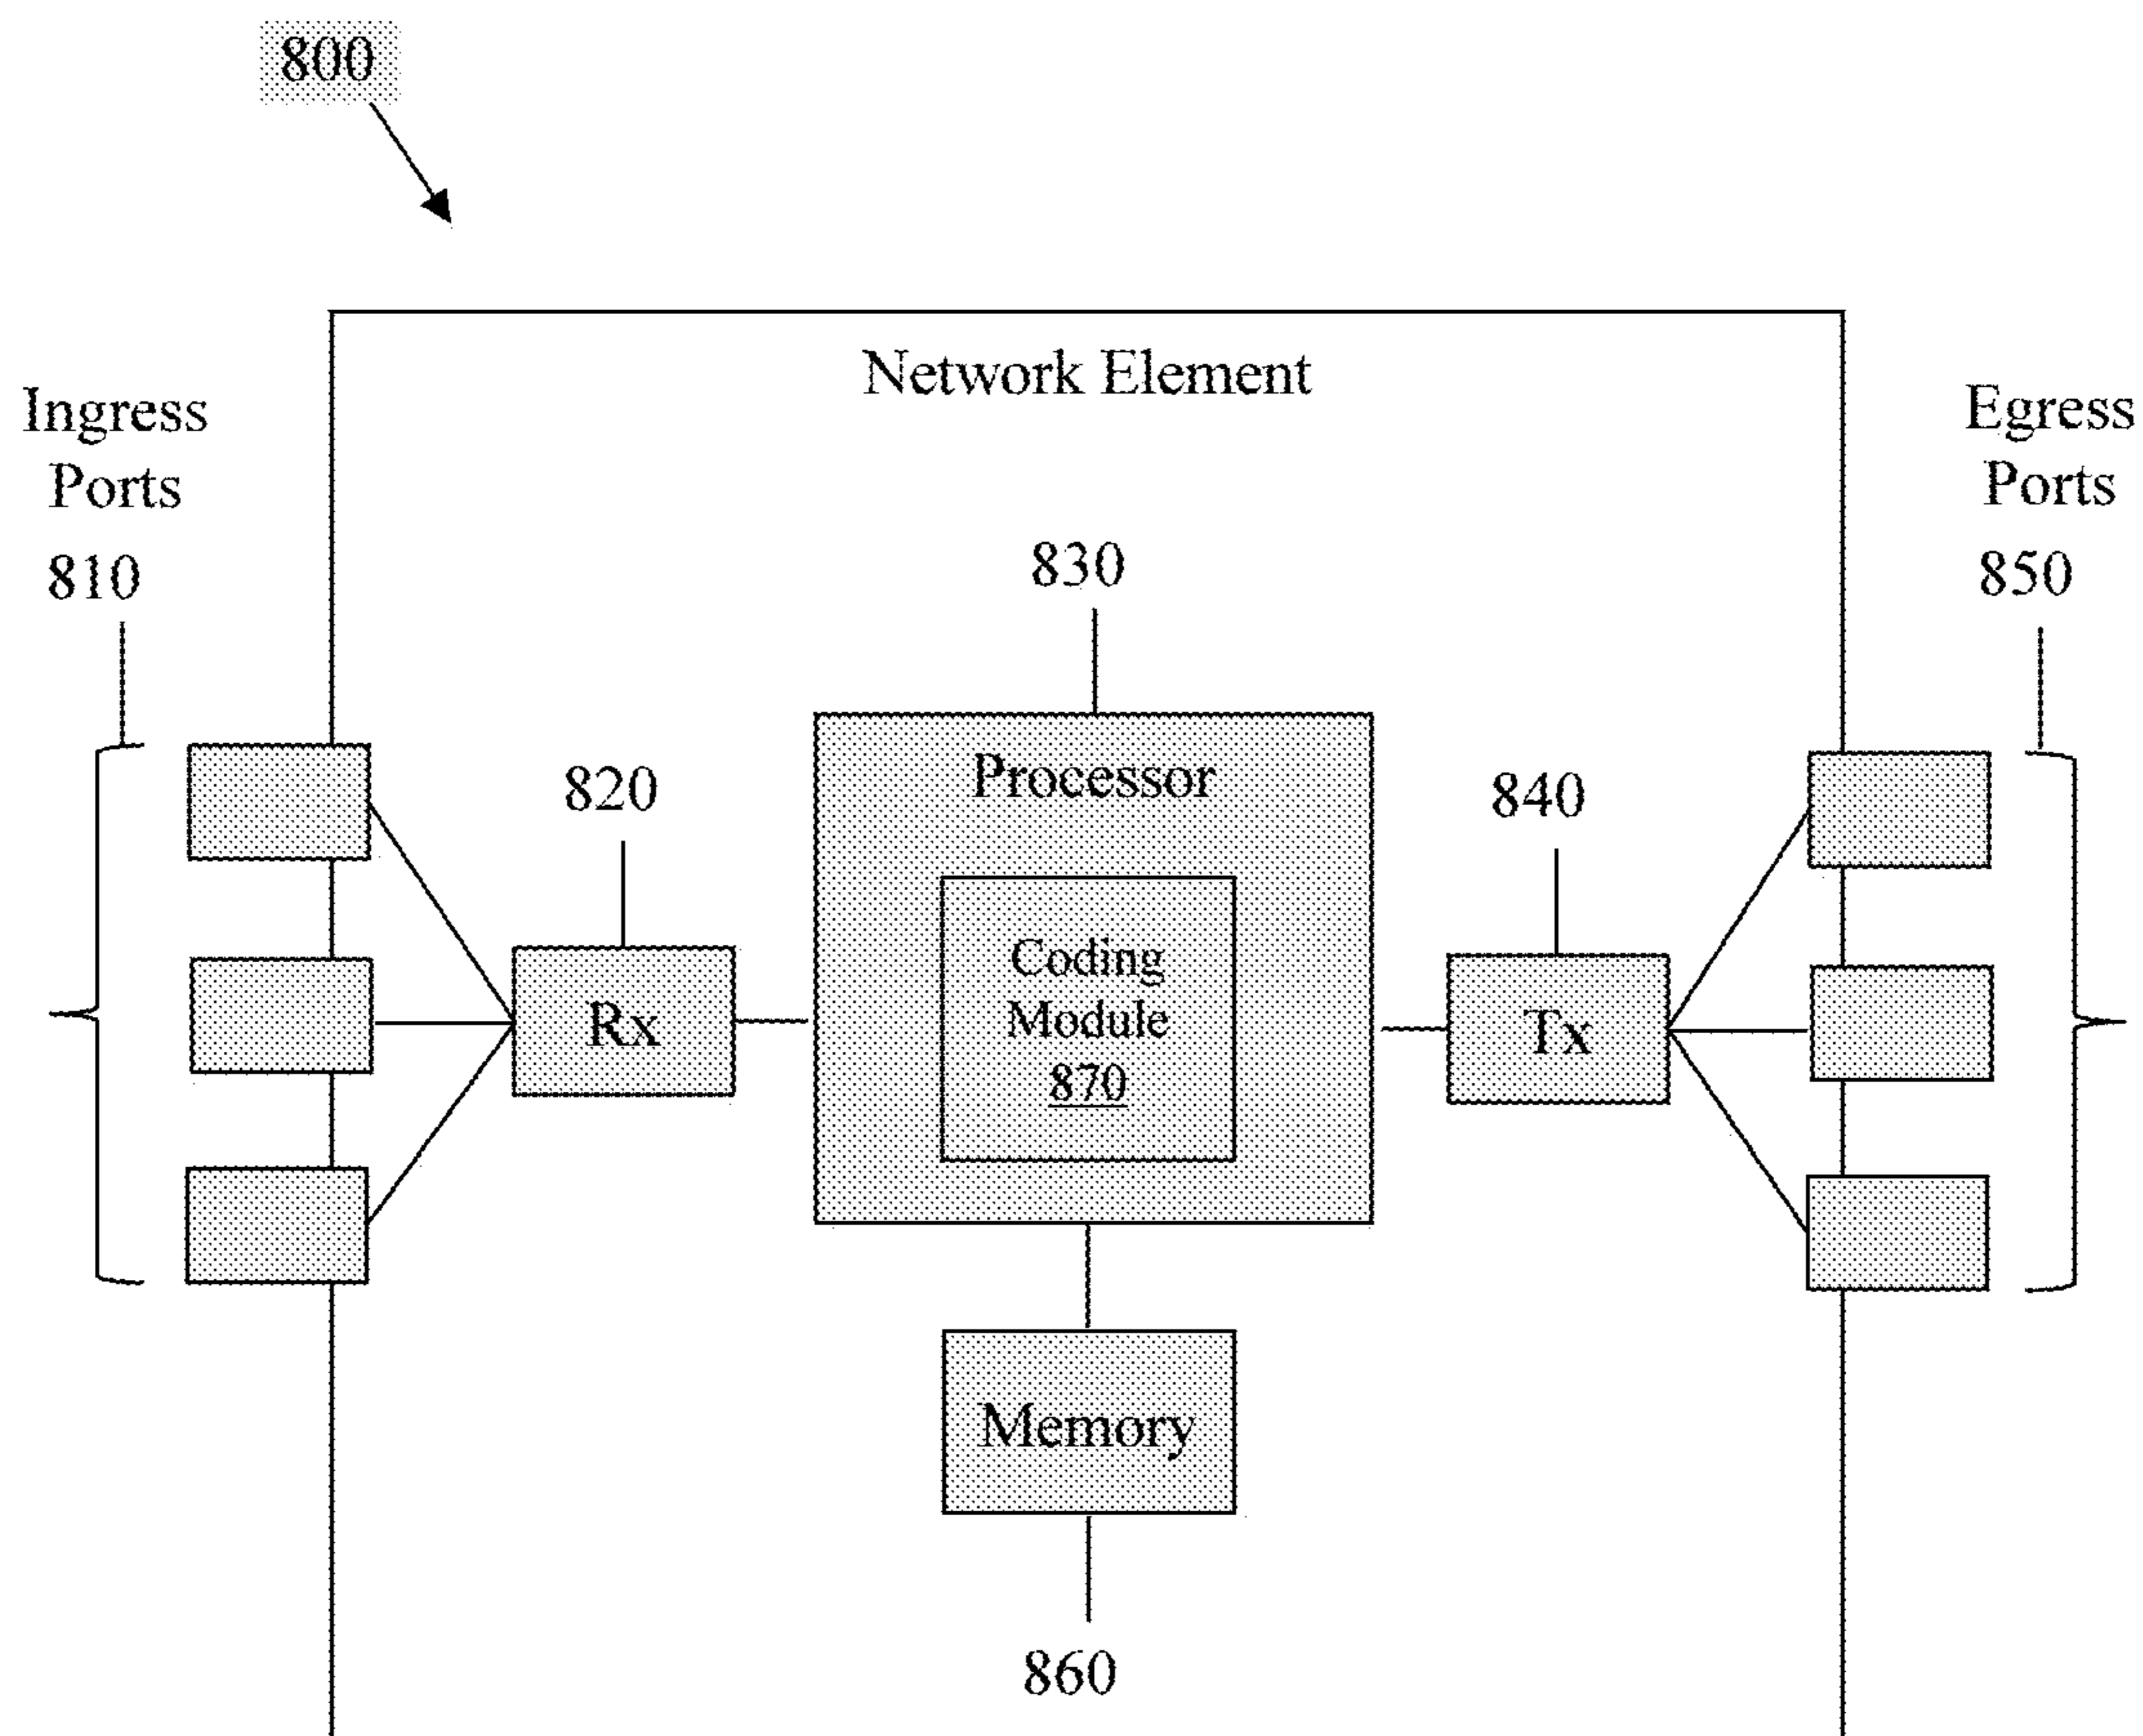 800
Network Element
Ingress
Ports
810
Egress
Ports
850
830
Processor
820
840
Coding
Module
870
Rx
Tx
Memory
860